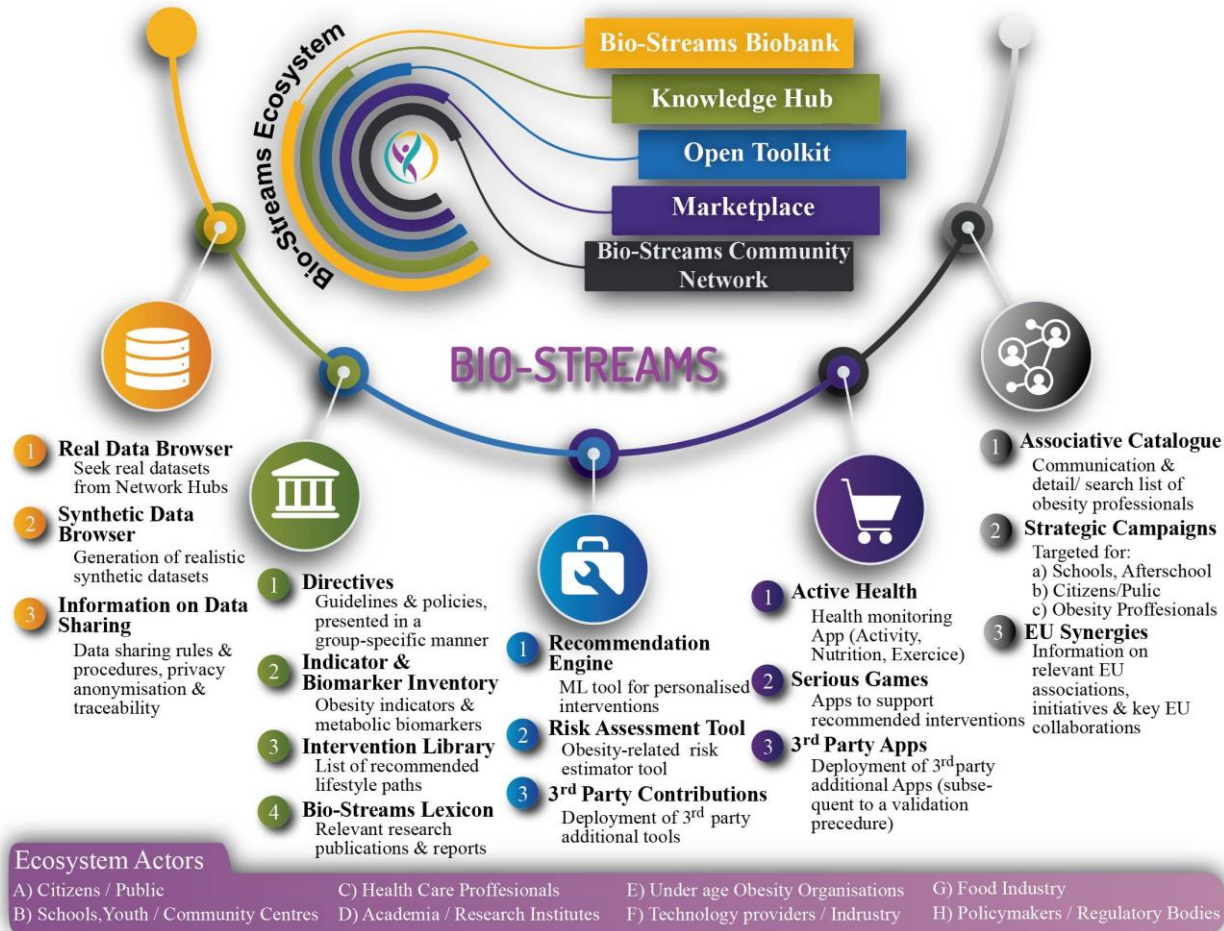 Bio-Streams Ecosystem
Bio-Streams Biobank
Knowledge Hub
Open Toolkit
Marketplace
Bio-Streams Community
Network
BIO-STREAMS
1 Real Data Browser
Seek real datasets
from Network Hubs
2 Synthetic Data
Browser
Generation of realistic
synthetic datasets
3 Information on Data
Sharing
Data sharing rules &
procedures, privacy
anonymisation &
traceability
1 Directives
Guidelines & policies,
presented in a
group-specific manner
2 Indicator &
Biomarker Inventory
Obesity indicators &
metabolic biomarkers
3 Intervention Library
List of recommended
lifestyle paths
4 Bio-Streams Lexicon
Relevant research
publications & reports
1 Recommendation
Engine
ML tool for personalised
interventions
2 Risk Assessment Tool
Obesity-related risk
estimator tool
3 3rd Party Contributions
Deployment of 3rd party
additional tools
1 Active Health
Health monitoring
App (Activity,
Nutrition, Exercice)
2 Serious Games
Apps to support
recommended interventions
3 3rd Party Apps
Deployment of 3rd party
additional Apps (subse-
quent to a validation
precedure)
1 Associative Catalogue
Communication &
detail/ search list of
obesity professionals
2 Strategic Campaigns
Targeted for:
a) Schools, Afterschool
b) Citizens/Pulic
c) Obesity Proffesionals
3 EU Synergies
Information on
relevant EU
associations,
initiatives & key EU
collaborations
Ecosystem Actors
A) Citizens / Public
B) Schools,Youth / Community Centres
C) Health Care Proffesionals
D) Academia / Research Institutes
E) Under age Obesity Organisations
F) Technology providers / Indrustry
G) Food Industry
H) Policymakers / Regulatory Bodies